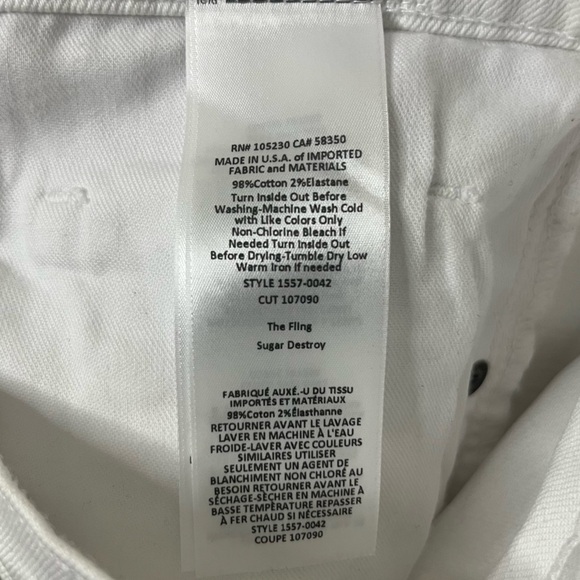 RN# 105230 CA# 58350
MADE IN U.S.A. of IMPORTED
FABRIC and MATERIALS
98%Cotton 2%Elastane
Turn Inside Out Before
Washing-Machine Wash Cold
with Like Colors Only
Non-Chlorine Bleach If
Needed Turn Inside Out
Before Drying-Tumble Dry Low
Warm Iron if needed
STYLE 1557-0042
CUT 107090
The Fling
Sugar Destroy
FABRIQUÉ AUXÉ.-U DU TISSU
IMPORTÉS ET MATÉRIAUX
98%Coton 2%Élasthanne
RETOURNER AVANT LE LAVAGE
LAVER EN MACHINE À L'EAU
FROIDE-LAVER AVEC COULEURS
SIMILAIRES UTILISER
SEULEMENT UN AGENT DE
BLANCHIMENT NON CHLORÉ AU
BESOIN RETOURNER AVANT LE
SÉCHAGE-SÉCHER EN MACHINE À
BASSE TEMPÉRATURE REPASSER
À FER CHAUD SI NÉCESSAIRE
STYLE 1557-0042
COUPE 107090